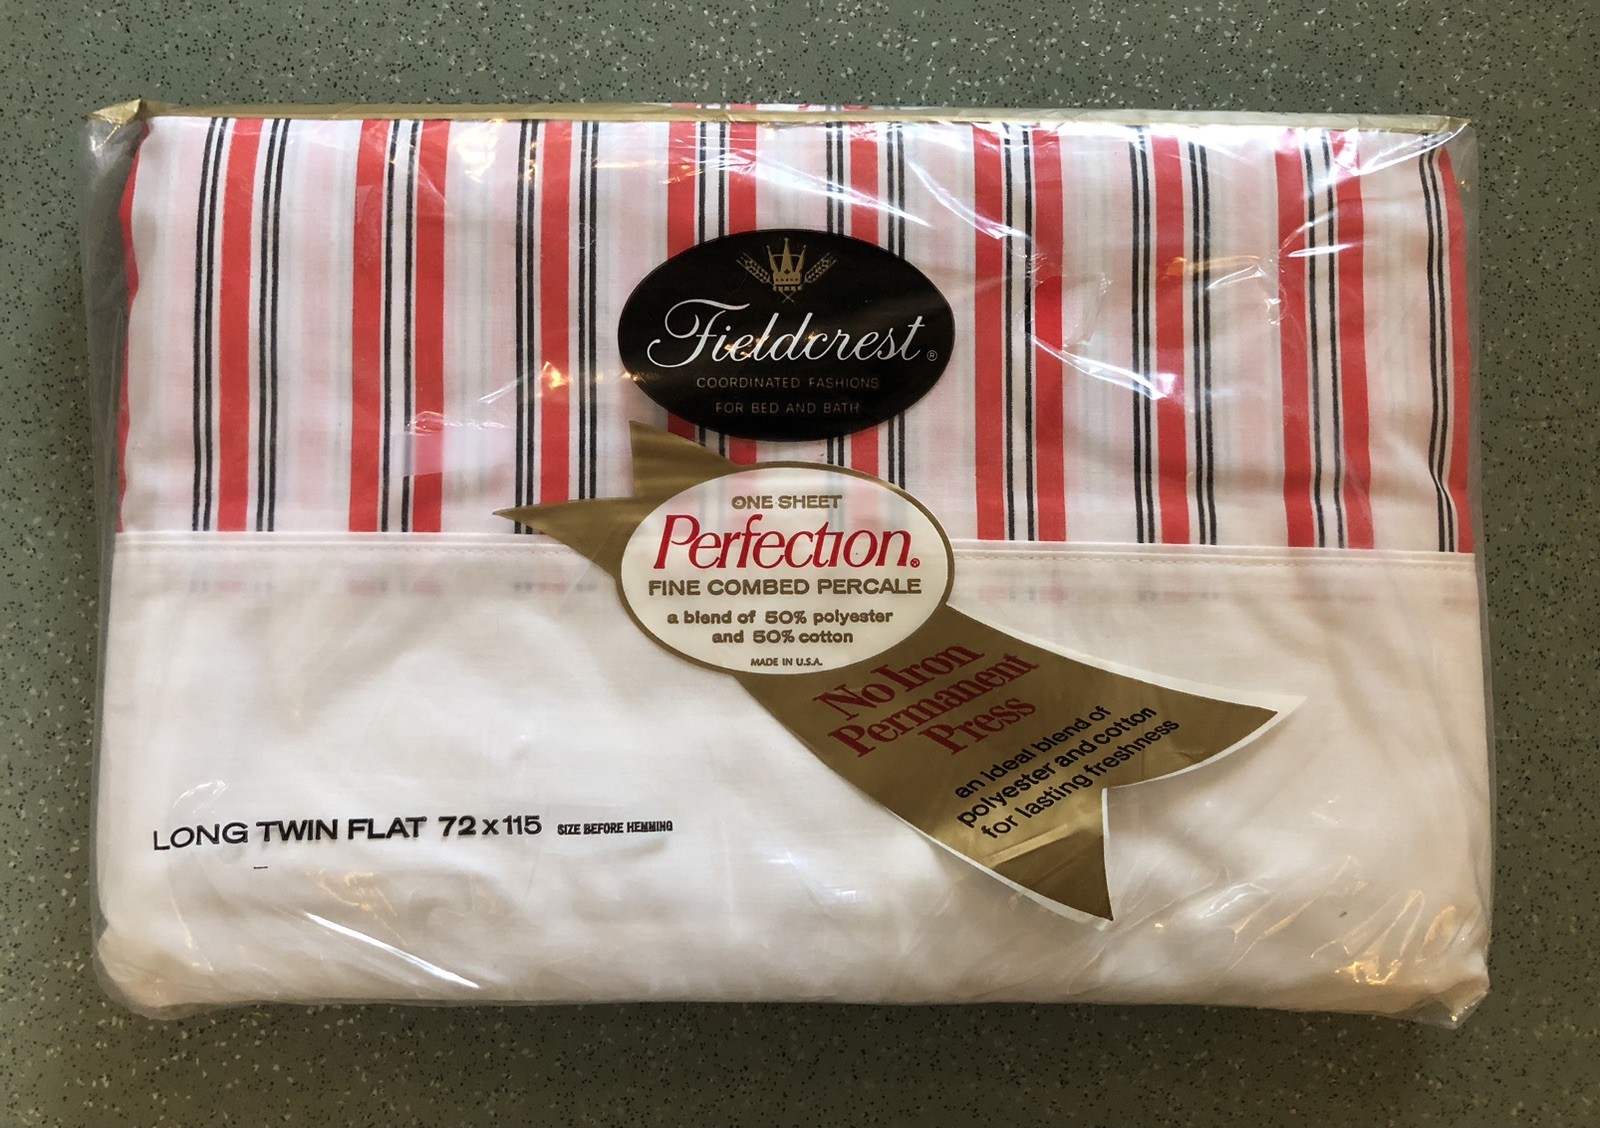 Fieldcrest®
COORDINATED FASHIONS
FOR BED AND BATH
ONE SHEET
Perfection®
FINE COMBED PERCALE
a blend of 50% polyester
and 50% cotton
MADE IN U.S.A.
No Iron
Permanent
Press
an ideal blend of
polyester and cotton
for lasting freshness
LONG TWIN FLAT 72 x 115 SIZE BEFORE HEMMING